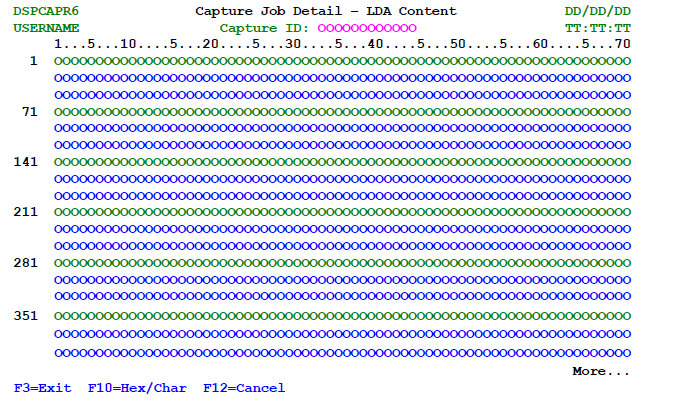 DSPCAPR6 Capture Job Detail - LDA Content DD/DD/DD
USERNAME Capture ID: OOOOOOOOOOOO TT:TT:TT
1...5...10....5...20....5...30....5...40....5...50....5...60....5...70
1 OOOOOOOOOOOOOOOOOOOOOOOOOOOOOOOOOOOOOOOOOOOOOOOOOOOOOOOOOOOOOOOOOOOOOO
OOOOOOOOOOOOOOOOOOOOOOOOOOOOOOOOOOOOOOOOOOOOOOOOOOOOOOOOOOOOOOOOOOOOOO
OOOOOOOOOOOOOOOOOOOOOOOOOOOOOOOOOOOOOOOOOOOOOOOOOOOOOOOOOOOOOOOOOOOOOO
71 OOOOOOOOOOOOOOOOOOOOOOOOOOOOOOOOOOOOOOOOOOOOOOOOOOOOOOOOOOOOOOOOOOOOOO
OOOOOOOOOOOOOOOOOOOOOOOOOOOOOOOOOOOOOOOOOOOOOOOOOOOOOOOOOOOOOOOOOOOOOO
OOOOOOOOOOOOOOOOOOOOOOOOOOOOOOOOOOOOOOOOOOOOOOOOOOOOOOOOOOOOOOOOOOOOOO
141 OOOOOOOOOOOOOOOOOOOOOOOOOOOOOOOOOOOOOOOOOOOOOOOOOOOOOOOOOOOOOOOOOOOOOO
OOOOOOOOOOOOOOOOOOOOOOOOOOOOOOOOOOOOOOOOOOOOOOOOOOOOOOOOOOOOOOOOOOOOOO
OOOOOOOOOOOOOOOOOOOOOOOOOOOOOOOOOOOOOOOOOOOOOOOOOOOOOOOOOOOOOOOOOOOOOO
211 OOOOOOOOOOOOOOOOOOOOOOOOOOOOOOOOOOOOOOOOOOOOOOOOOOOOOOOOOOOOOOOOOOOOOO
OOOOOOOOOOOOOOOOOOOOOOOOOOOOOOOOOOOOOOOOOOOOOOOOOOOOOOOOOOOOOOOOOOOOOO
OOOOOOOOOOOOOOOOOOOOOOOOOOOOOOOOOOOOOOOOOOOOOOOOOOOOOOOOOOOOOOOOOOOOOO
281 OOOOOOOOOOOOOOOOOOOOOOOOOOOOOOOOOOOOOOOOOOOOOOOOOOOOOOOOOOOOOOOOOOOOOO
OOOOOOOOOOOOOOOOOOOOOOOOOOOOOOOOOOOOOOOOOOOOOOOOOOOOOOOOOOOOOOOOOOOOOO
OOOOOOOOOOOOOOOOOOOOOOOOOOOOOOOOOOOOOOOOOOOOOOOOOOOOOOOOOOOOOOOOOOOOOO
351 OOOOOOOOOOOOOOOOOOOOOOOOOOOOOOOOOOOOOOOOOOOOOOOOOOOOOOOOOOOOOOOOOOOOOO
OOOOOOOOOOOOOOOOOOOOOOOOOOOOOOOOOOOOOOOOOOOOOOOOOOOOOOOOOOOOOOOOOOOOOO
OOOOOOOOOOOOOOOOOOOOOOOOOOOOOOOOOOOOOOOOOOOOOOOOOOOOOOOOOOOOOOOOOOOOOO
More...
F3=Exit F10=Hex/Char F12=Cancel